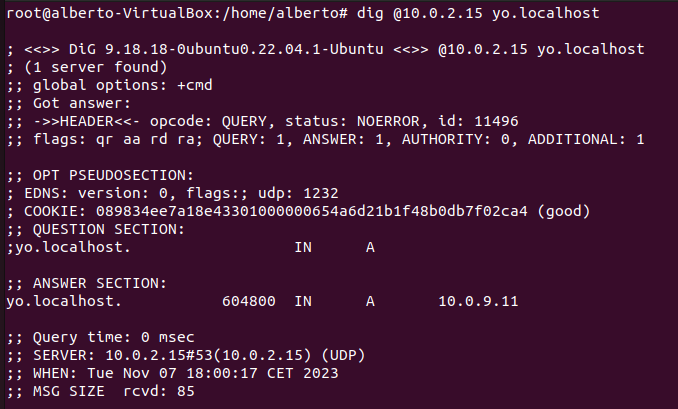 root@alberto-VirtualBox:/home/alberto# dig @10.0.2.15 yo.localhost
; <<>> DiG 9.18.18-0ubuntu0.22.04.1-Ubuntu <<>> @10.0.2.15 yo.localhost
; (1 server found)
;; global options: +cmd
;; Got answer:
;; ->>HEADER<<- opcode: QUERY, status: NOERROR, id: 11496
;; flags: qr aa rd ra; QUERY: 1, ANSWER: 1, AUTHORITY: 0, ADDITIONAL: 1
;; OPT PSEUDOSECTION:
; EDNS: version: 0, flags:; udp: 1232
; COOKIE: 089834ee7a18e43301000000654a6d21b1f48b0db7f02ca4 (good)
;; QUESTION SECTION:
;yo.localhost. IN A
;; ANSWER SECTION:
yo.localhost. 604800 IN A 10.0.9.11
;; Query time: 0 msec
;; SERVER: 10.0.2.15#53(10.0.2.15) (UDP)
;; WHEN: Tue Nov 07 18:00:17 CET 2023
;; MSG SIZE rcvd: 85